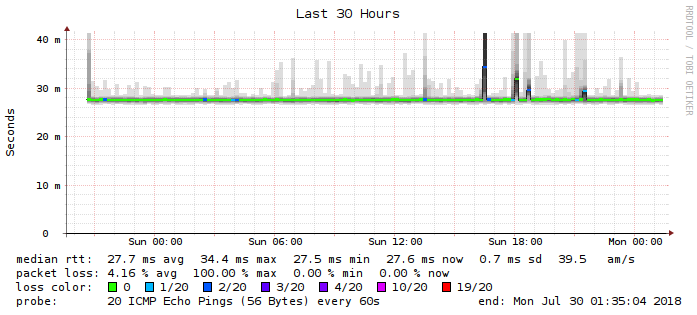 Last 30 Hours
RRDTOOL / TOBI OETIKER
Seconds
40 m
30 m
20 m
10 m
0
Sun 00:00 Sun 06:00 Sun 12:00 Sun 18:00 Mon 00:00
median rtt: 27.7 ms avg 34.4 ms max 27.5 ms min 27.6 ms now 0.7 ms sd 39.5 am/s
packet loss: 4.16 % avg 100.00 % max 0.00 % min 0.00 % now
loss color: 0 1/20 2/20 3/20 4/20 10/20 19/20
probe: 20 ICMP Echo Pings (56 Bytes) every 60s end: Mon Jul 30 01:35:04 2018